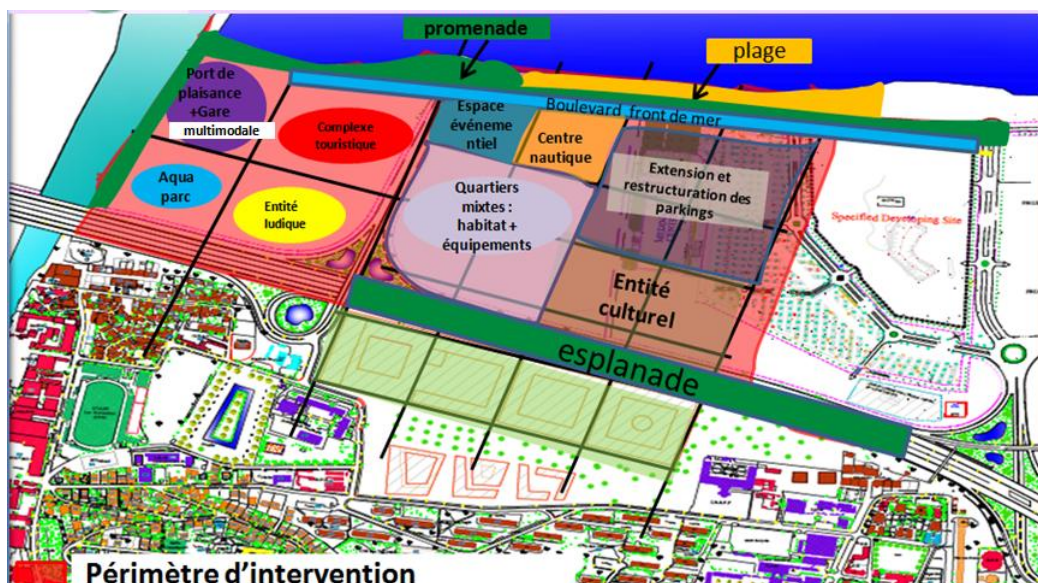 promenade
plage
Port de
plaisance
+Gare
multimodale
Complexe
touristique
Espace
événeme
ntiel
Boulevard front de mer
Centre
nautique
Extension et
restructuration des
parkings
Aqua
parc
Entité
ludique
Quartiers
mixtes :
habitat +
équipements
Specified Developing Site
Entité
culturel
esplanade
Périmètre d'intervention